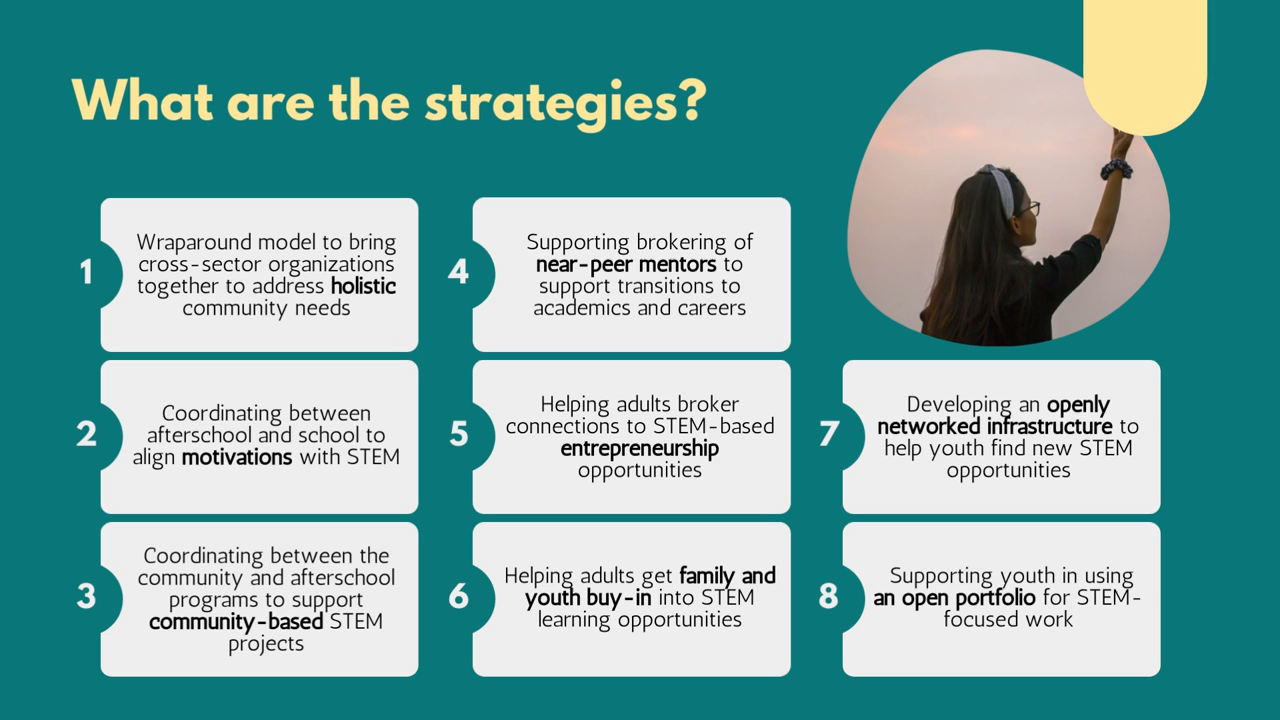 What are the strategies?
1
Wraparound model to bring
cross-sector organizations
together to address holistic
community needs
2
Coordinating between
afterschool and school to
align motivations with STEM
3
Coordinating between the
community and afterschool
programs to support
community-based STEM
projects
4
Supporting brokering of
near-peer mentors to
support transitions to
academics and careers
5
Helping adults broker
connections to STEM-based
entrepreneurship
opportunities
6
Helping adults get family and
youth buy-in into STEM
learning opportunities
7
Developing an openly
networked infrastructure to
help youth find new STEM
opportunities
8
Supporting youth in using
an open portfolio for STEM-
focused work